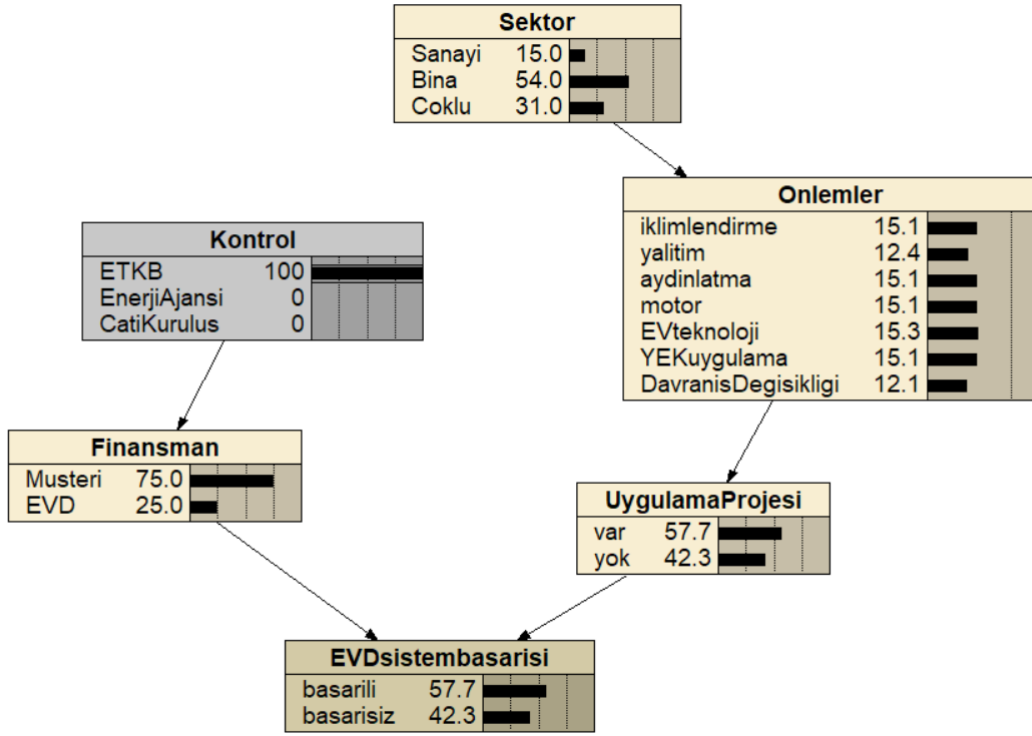 Sektor
Sanayi 15.0
Bina 54.0
Coklu 31.0
Onlemler
iklimlendirme 15.1
yalitim 12.4
aydinlatma 15.1
motor 15.1
EVteknoloji 15.3
YEKuygulama 15.1
DavranisDegisikligi 12.1
Kontrol
ETKB 100
EnerjiAjansi 0
CatiKurulus 0
Finansman
Musteri 75.0
EVD 25.0
UygulamaProjesi
var 57.7
yok 42.3
EVDsistembasarisi
basarili 57.7
basarisiz 42.3